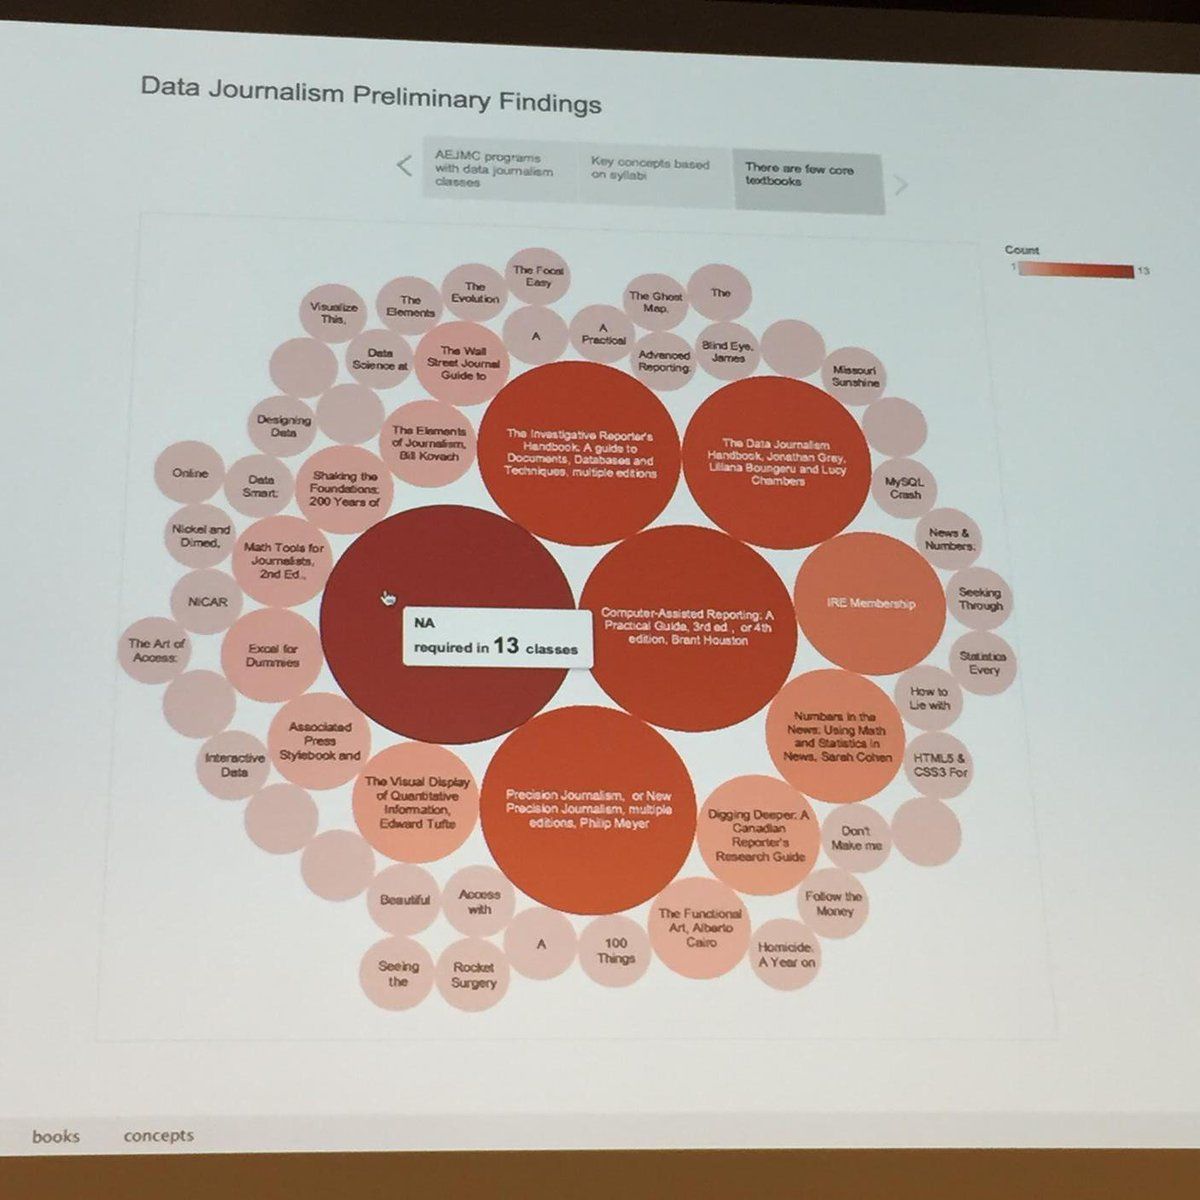 Data Journalism Preliminary Findings
AEJMC programs
with data journalism
classes
Key concepts based
on syllabi
There are few core
textbooks
Count
1
13
The Focal
Easy
The
Evolution
The
Elements
Visualize
This,
The Ghost
Map,
The
A
A
Practical
Data
Science at
The Wall
Street Journal
Guide to
Advanced
Reporting:
Blind Eye,
James
Missouri
Sunshine
Designing
Data
The Elements
of Journalism,
Bill Kovach
The Investigative Reporter's
Handbook: A guide to
Documents, Databases and
Techniques, multiple editions
The Data Journalism
Handbook, Jonathan Gray,
Liliana Boungeru and Lucy
Chambers
Online
Data
Smart:
Shaking the
Foundations:
200 Years of
MySQL
Crash
Nickel and
Dimed,
Math Tools for
Journalists,
2nd Ed.,
News &
Numbers:
NICAR
NA
required in 13 classes
Computer-Assisted Reporting: A
Practical Guide, 3rd ed., or 4th
edition, Brant Houston
IRE Membership
Seeking
Through
The Art of
Access:
Excel for
Dummies
Statistics
Every
How to
Lie with
Associated
Press
Stylebook and
Numbers in the
News: Using Math
and Statistics in
News, Sarah Cohen
Interactive
Data
HTML5 &
CSS3 For
The Visual Display
of Quantitative
Information,
Edward Tufte
Precision Journalism, or New
Precision Journalism, multiple
editions, Philip Meyer
Digging Deeper: A
Canadian
Reporter's
Research Guide
Don't
Make me
Beautiful
Access
with
Follow the
Money
The Functional
Art, Alberto
Cairo
A
100
Things
Homicide:
A Year on
Seeing
the
Rocket
Surgery
books
concepts